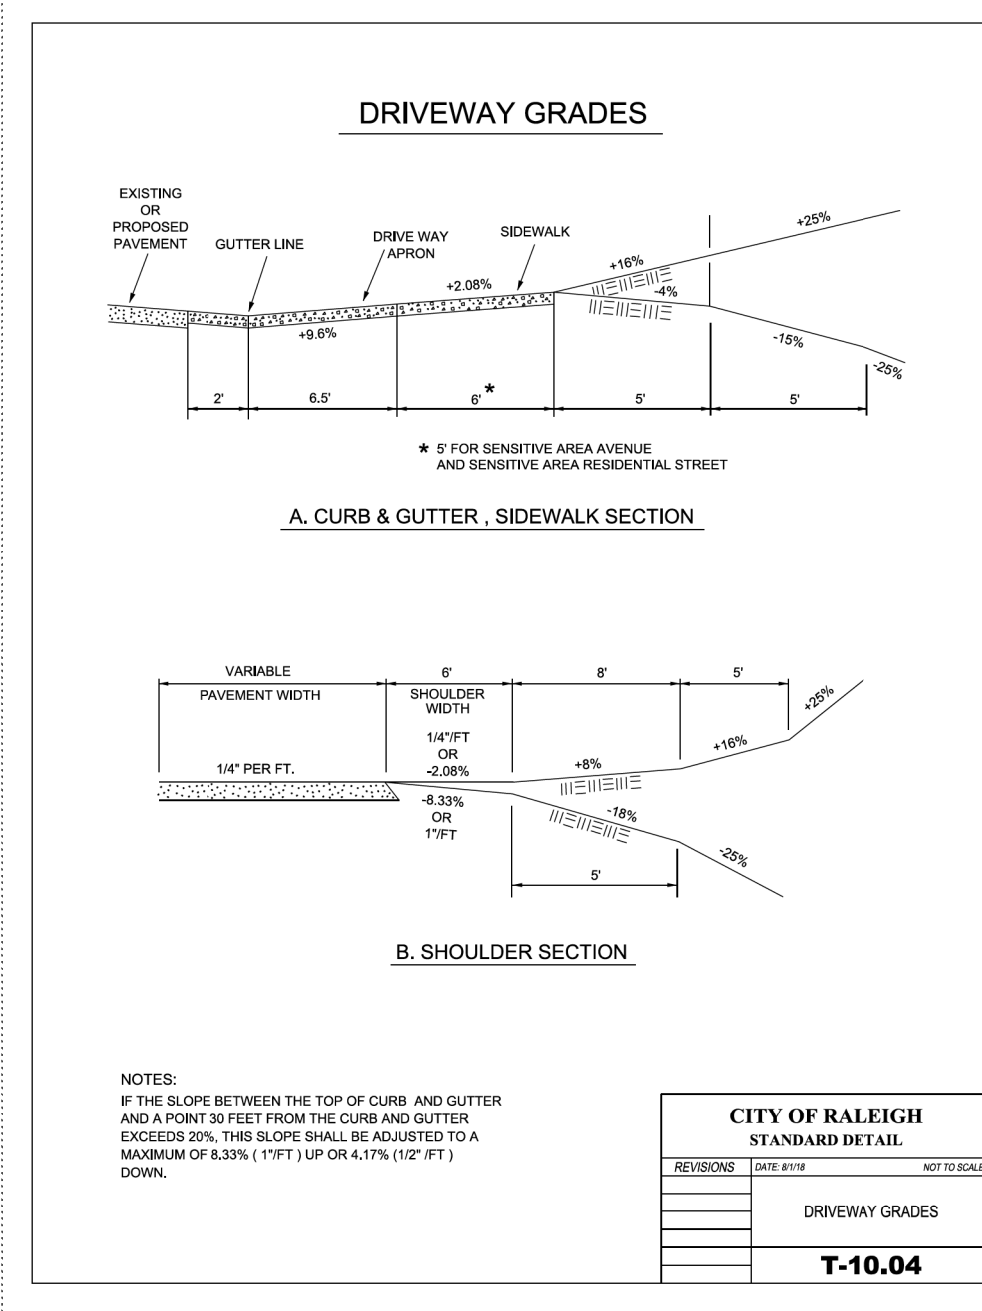 DRIVEWAY GRADES
EXISTING
OR
PROPOSED
PAVEMENT
GUTTER LINE
DRIVE WAY
APRON
SIDEWALK
+2.08%
+9.6%
+16%
-4%
+25%
-15%
-25%
2'
6.5'
6'
*
5'
5'
* 5' FOR SENSITIVE AREA AVENUE
AND SENSITIVE AREA RESIDENTIAL STREET
A. CURB & GUTTER , SIDEWALK SECTION
VARIABLE
6'
8'
5'
PAVEMENT WIDTH
SHOULDER
WIDTH
1/4"/FT
OR
-2.08%
1/4" PER FT.
-8.33%
OR
1"/FT
+8%
+16%
+25%
-18%
-25%
5'
B. SHOULDER SECTION
NOTES:
IF THE SLOPE BETWEEN THE TOP OF CURB AND GUTTER
AND A POINT 30 FEET FROM THE CURB AND GUTTER
EXCEEDS 20%, THIS SLOPE SHALL BE ADJUSTED TO A
MAXIMUM OF 8.33% ( 1"/FT ) UP OR 4.17% (1/2" /FT )
DOWN.
CITY OF RALEIGH
STANDARD DETAIL
REVISIONS
DATE: 8/1/18
NOT TO SCALE
DRIVEWAY GRADES
T-10.04